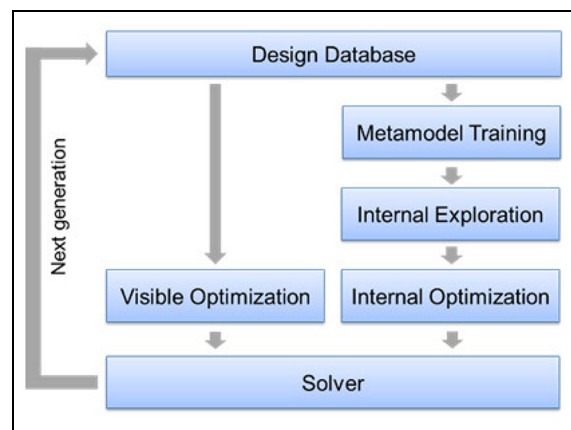 Design Database
Metamodel Training
Next generation
Internal Exploration
Visible Optimization
Internal Optimization
Solver